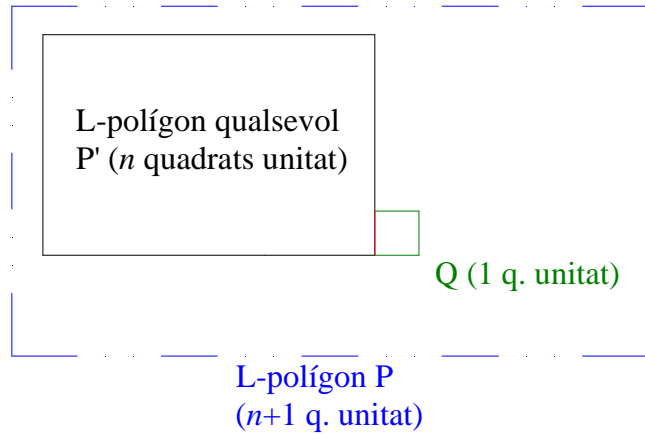 L-polígon qualsevol
P' (n quadrats unitat)
Q (1 q. unitat)
L-polígon P
(n+1 q. unitat)